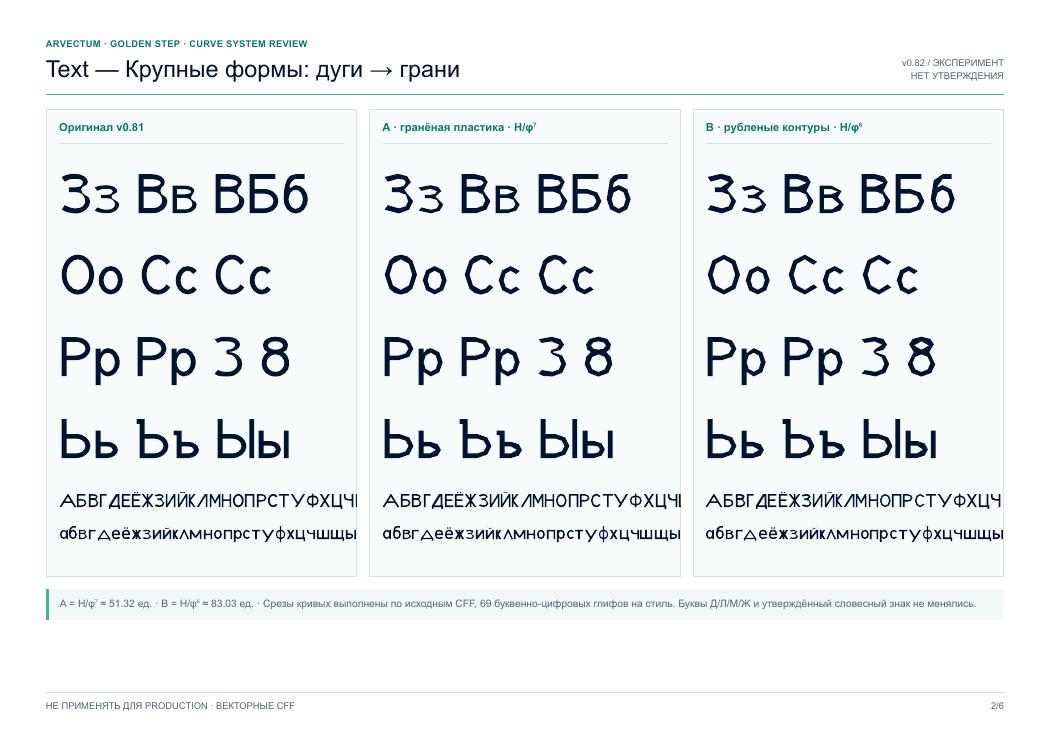 ARVECTUM · GOLDEN STEP · CURVE SYSTEM REVIEW
Text — Крупные формы: дуги → грани
v0.82 / ЭКСПЕРИМЕНТ
НЕТ УТВЕРЖДЕНИЯ
Оригинал v0.81
Зз Вв ВБб
Оо Сс Сс
Рр Рр 3 8
Ьь Ъъ Ыы
АБВГДЕЁЖЗИЙКЛМНОПРСТУФХЦЧ
абвгдеёжзийклмнопрстуфхцчшщы
А · гранёная пластика · H/φ⁷
Зз Вв ВБб
Оо Сс Сс
Рр Рр 3 8
Ьь Ъъ Ыы
АБВГДЕЁЖЗИЙКЛМНОПРСТУФХЦЧ
абвгдеёжзийклмнопрстуфхцчшщы
В · рубленые контуры · H/φ⁶
Зз Вв ВБб
Оо Сс Сс
Рр Рр 3 8
Ьь Ъъ Ыы
АБВГДЕЁЖЗИЙКЛМНОПРСТУФХЦЧ
абвгдеёжзийклмнопрстуфхцчшщы
A = H/φ⁷ ≈ 51.32 ед. · B = H/φ⁶ ≈ 83.03 ед. · Срезы кривых выполнены по исходным CFF, 69 буквенно-цифровых глифов на стиль. Буквы Д/Л/М/Ж и утверждённый словесный знак не менялись.
НЕ ПРИМЕНЯТЬ ДЛЯ PRODUCTION · ВЕКТОРНЫЕ CFF
2/6